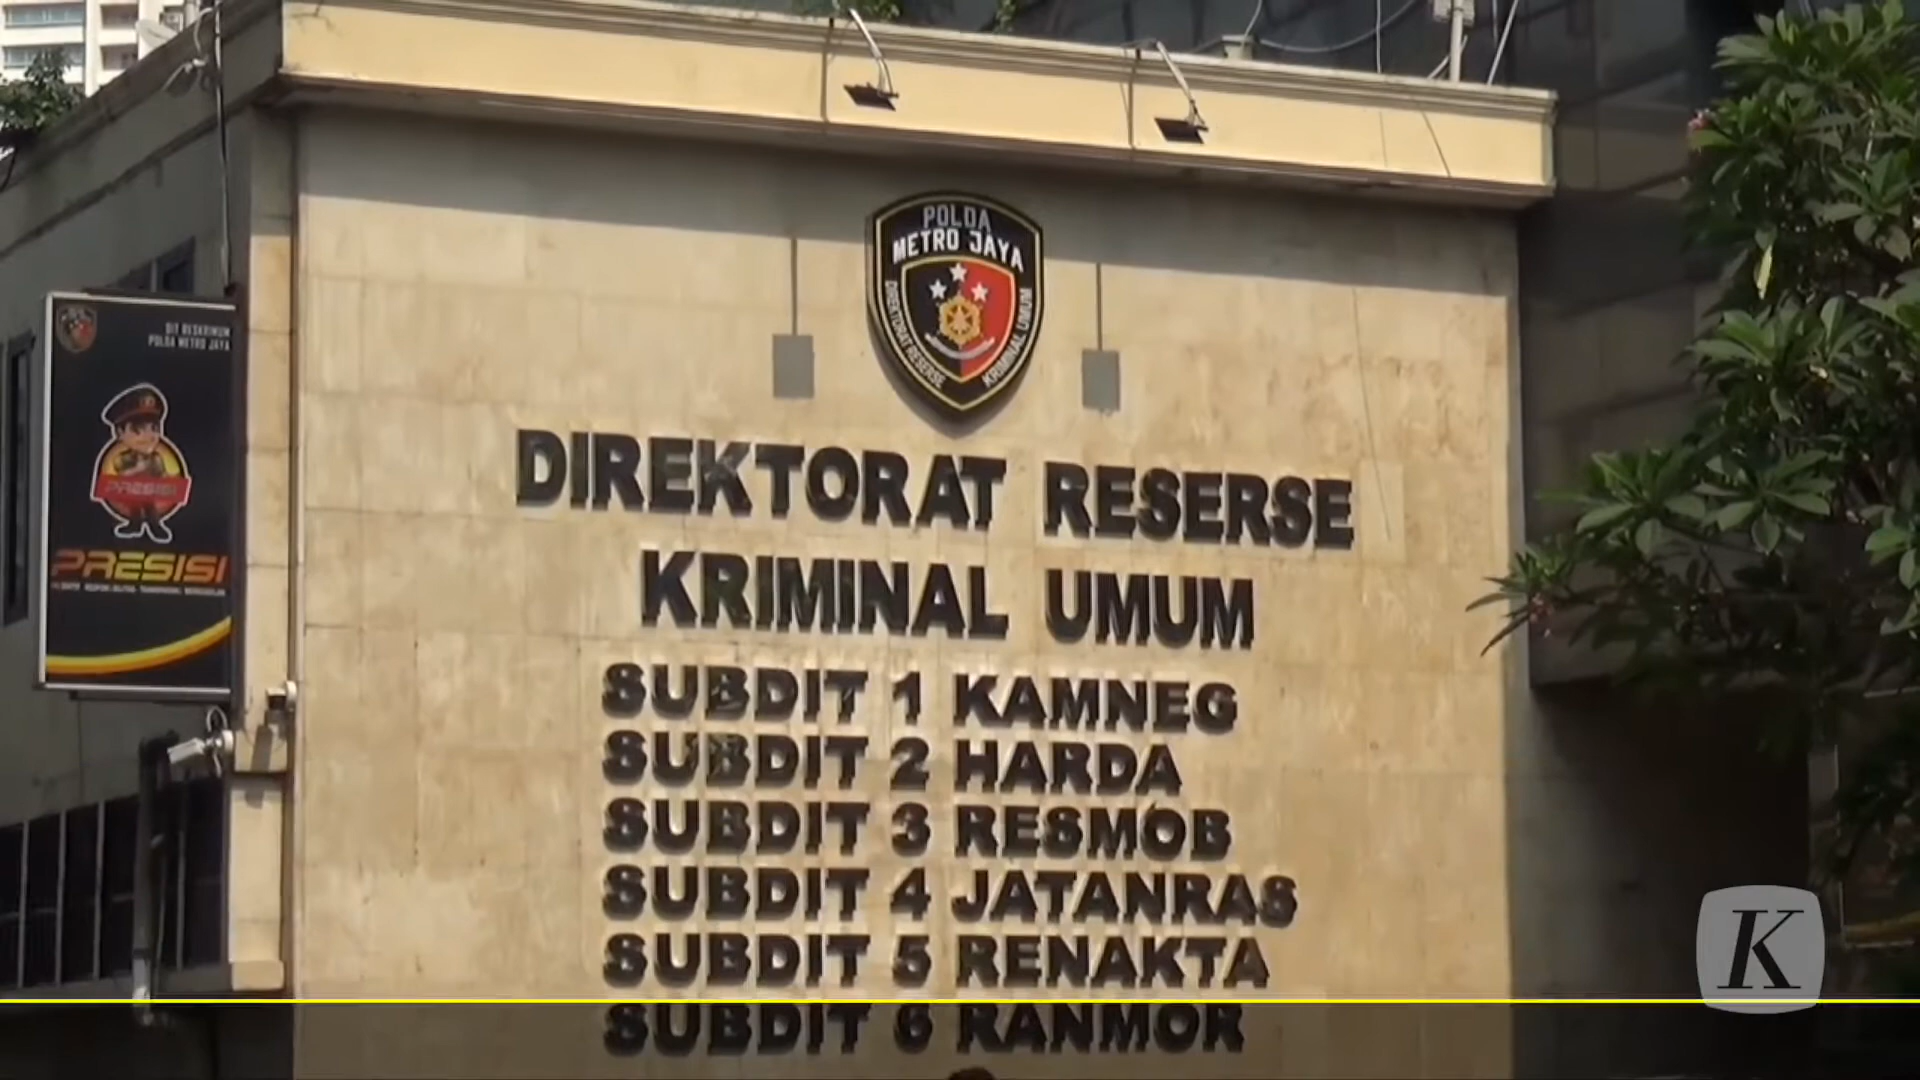 POLDA
METRO JAYA
DIREKTORAT RESERSE
KRIMINAL UMUM
DIREKTORAT RESERSE
KRIMINAL UMUM
SUBDIT 1 KAMNEG
SUBDIT 2 HARDA
SUBDIT 3 RESMOB
SUBDIT 4 JATANRAS
SUBDIT 5 RENAKTA
SUBDIT 6 RANMOR
DIT RESKRIMUM
POLDA METRO JAYA
PRESISI
PRESISI
K